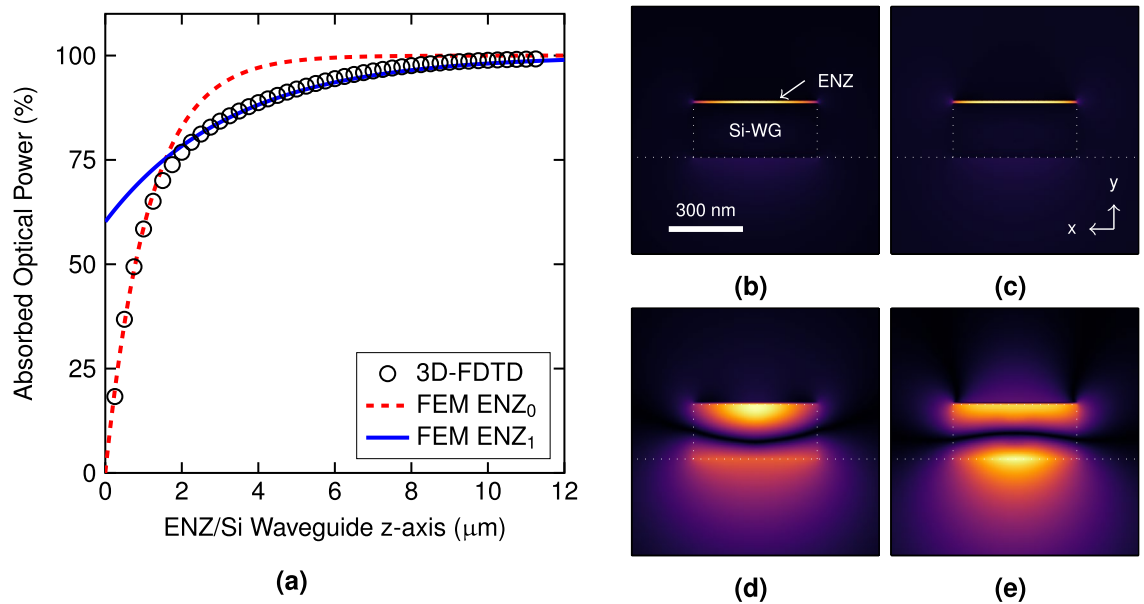 Absorbed Optical Power (%)
100
75
50
25
0
0 2 4 6 8 10 12
ENZ/Si Waveguide z-axis (μm)
3D-FDTD
FEM ENZ₀
FEM ENZ₁
(a)
ENZ
Si-WG
300 nm
(b)
y
x
(c)
(d)
(e)